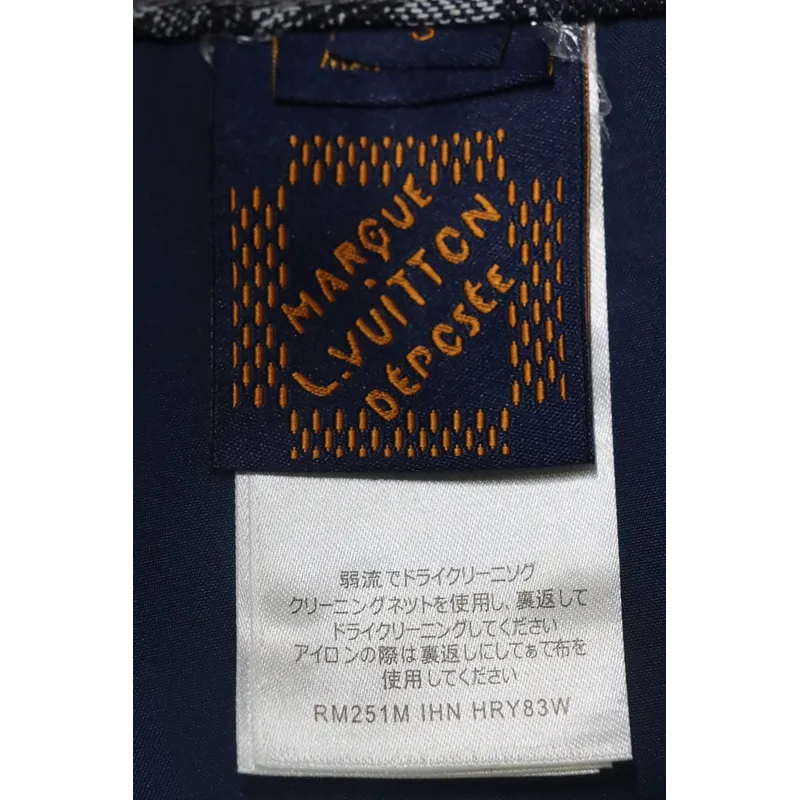 S
MARQUE
L.VUITTON
DÉPOSÉE
弱流でドライクリーニソグ
クリーニングネットを使用し、裏返して
ドライクリーニングしてください
アイロンの際は裏返しにしてあて布を
使用してください
RM251M IHN HRY83W